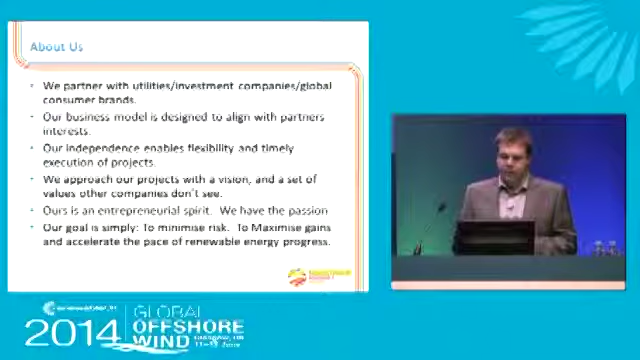 About Us
· We partner with utilities/investment companies/global
consumer brands.
· Our business model is designed to align with partners
interests.
· Our independence enables flexibility and timely
execution of projects.
· We approach our projects with a vision, and a set of
values other companies don't see.
· Ours is an entrepreneurial spirit. We have the passion
· Our goal is simply: To minimise risk. To Maximise gains
and accelerate the pace of renewable energy progress.
2014
GLOBAL
OFFSHORE
WIND
GLASGOW, UK
June